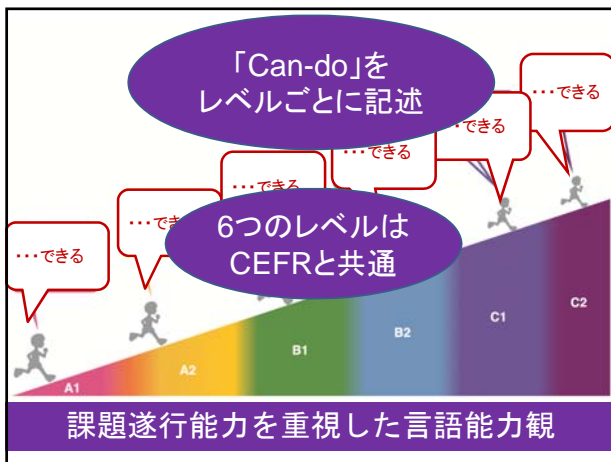 「Can-do」を
レベルごとに記述
･･･できる
･･･できる
･･できる
･･･できる
･･･でき
･･･できる
6つのレベルは
CEFRと共通
A1
A2
B1
B2
C1
C2
課題遂行能力を重視した言語能力観